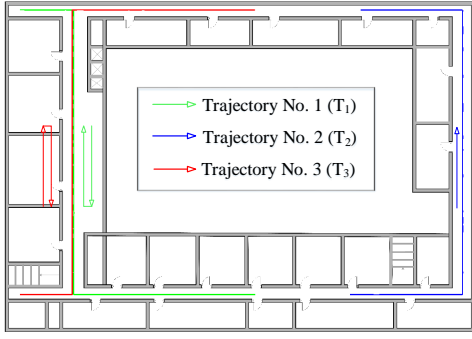 Trajectory No. 1 (T₁)
Trajectory No. 2 (T₂)
Trajectory No. 3 (T₃)